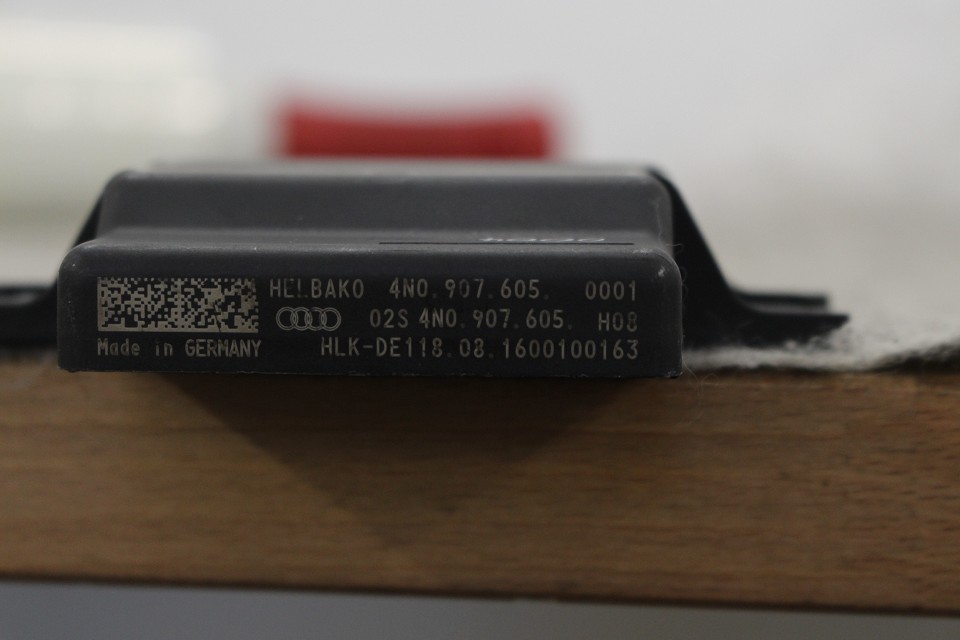 HELBAKO 4N0.907.605. 0001
02S 4N0.907.605. H08
Made in GERMANY HLK-DE118.08.1600100163